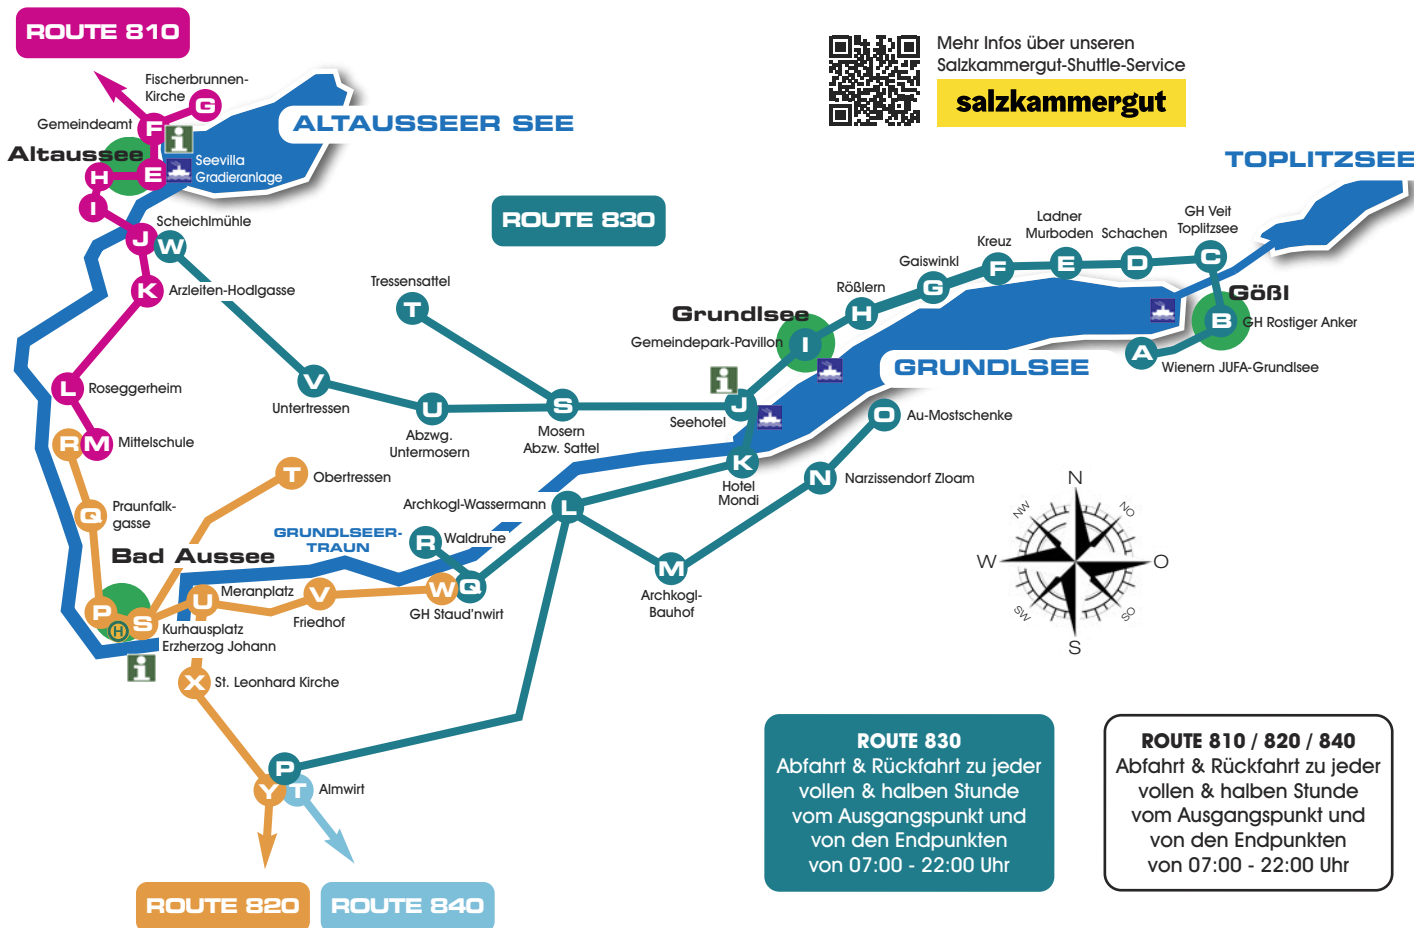 ROUTE 810
Fischerbrunnen-
Kirche
G
Gemeindeamt
F
i
ALTAUSSEER SEE
Altaussee
H
E
Seevilla
Gradieranlage
I
J
Scheichlmühle
W
K
Arzleiten-Hodlgasse
L
Roseggerheim
R
M
Mittelschule
Mehr Infos über unseren
Salzkammergut-Shuttle-Service
salzkammergut
TOPLITZSEE
ROUTE 830
Tressensattel
T
V
Untertressen
U
Abzwg.
Untermosern
S
Mosern
Abzw. Sattel
Grundlsee
Gemeindepark-Pavillon
I
i
J
Seehotel
K
Hotel
Mondi
Rößlern
H
Gaiswinkl
G
Kreuz
F
Ladner
Murboden
E
Schachen
D
GH Veit
Toplitzsee
C
Gößl
B
GH Rostiger Anker
A
Wienern JUFA-Grundlsee
GRUNDLSEE
O
Au-Mostschenke
N
Narzissendorf Zloam
M
Archkogl-
Bauhof
Archkogl-Wassermann
L
R
Waldruhe
W
Q
GH Staud'nwirt
T
Obertressen
Q
Praunfalk-
gasse
GRUNDLSEER-
TRAUN
Bad Aussee
P
H
S
Kurhausplatz
Erzherzog Johann
i
U
Meranplatz
V
Friedhof
X
St. Leonhard Kirche
P
Y
T
Almwirt
ROUTE 820
ROUTE 840
N
NW
NO
W
O
SW
SO
S
ROUTE 830
Abfahrt & Rückfahrt zu jeder
vollen & halben Stunde
vom Ausgangspunkt und
von den Endpunkten
von 07:00 - 22:00 Uhr
ROUTE 810 / 820 / 840
Abfahrt & Rückfahrt zu jeder
vollen & halben Stunde
vom Ausgangspunkt und
von den Endpunkten
von 07:00 - 22:00 Uhr